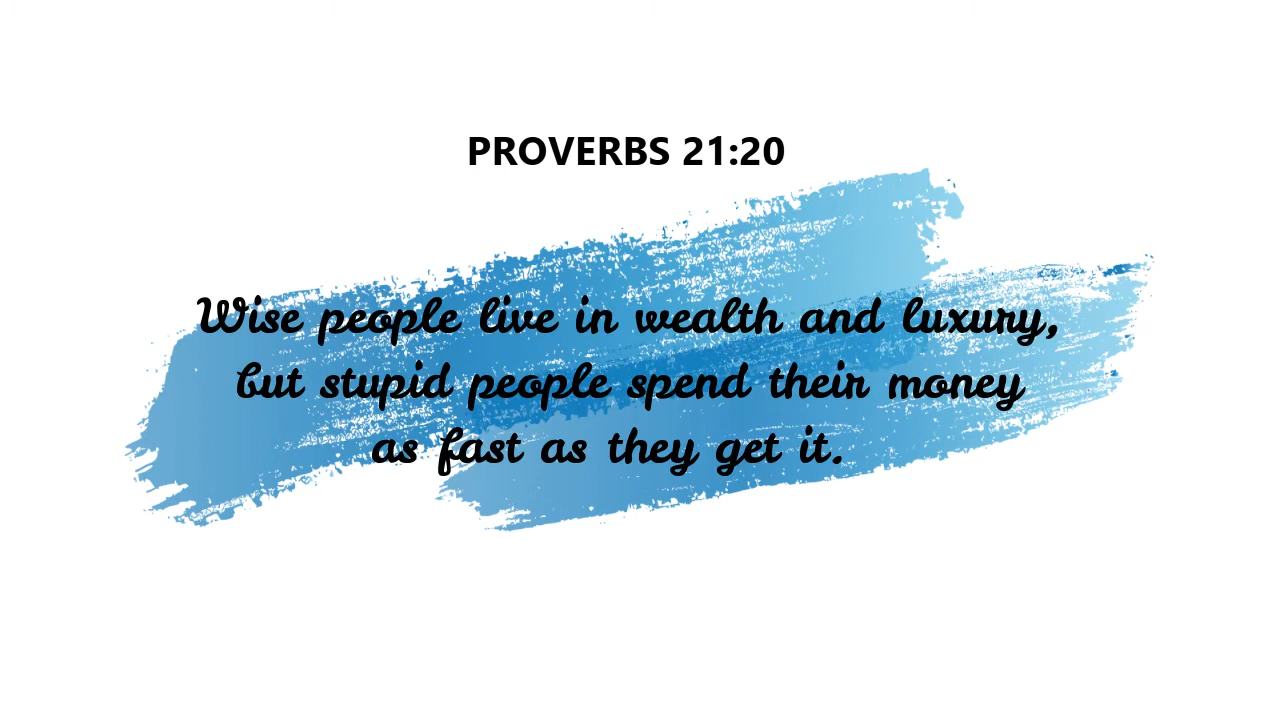 PROVERBS 21:20
Wise people live in wealth and luxury,
but stupid people spend their money
as fast as they get it.